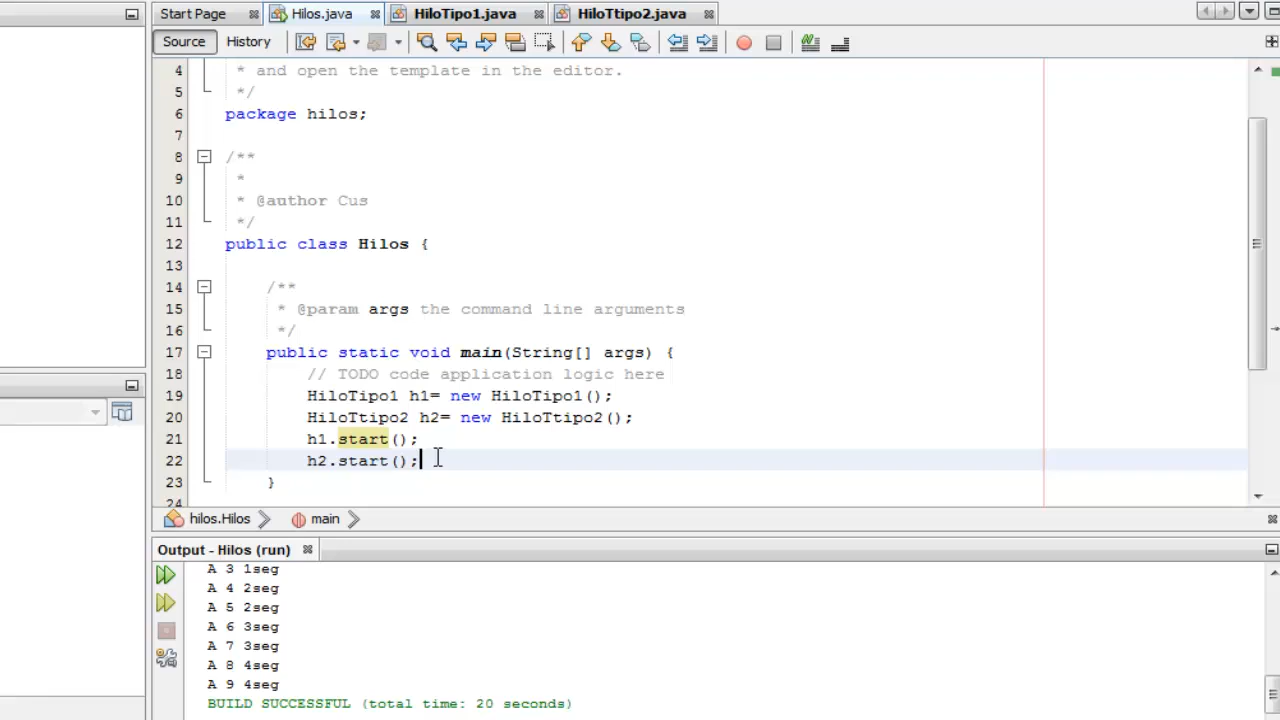 Start Page Hilos.java HiloTipo1.java HiloTtipo2.java
Source History
4 * and open the template in the editor.
5 */
6 package hilos;
7
8 /**
9 *
10 * @author Cus
11 */
12 public class Hilos {
13
14 /**
15 * @param args the command line arguments
16 */
17 public static void main(String[] args) {
18 // TODO code application logic here
19 HiloTipo1 h1= new HiloTipo1();
20 HiloTtipo2 h2= new HiloTtipo2();
21 h1.start();
22 h2.start();
23 }
24
hilos.Hilos main
Output - Hilos (run)
A 3 1seg
A 4 2seg
A 5 2seg
A 6 3seg
A 7 3seg
A 8 4seg
A 9 4seg
BUILD SUCCESSFUL (total time: 20 seconds)